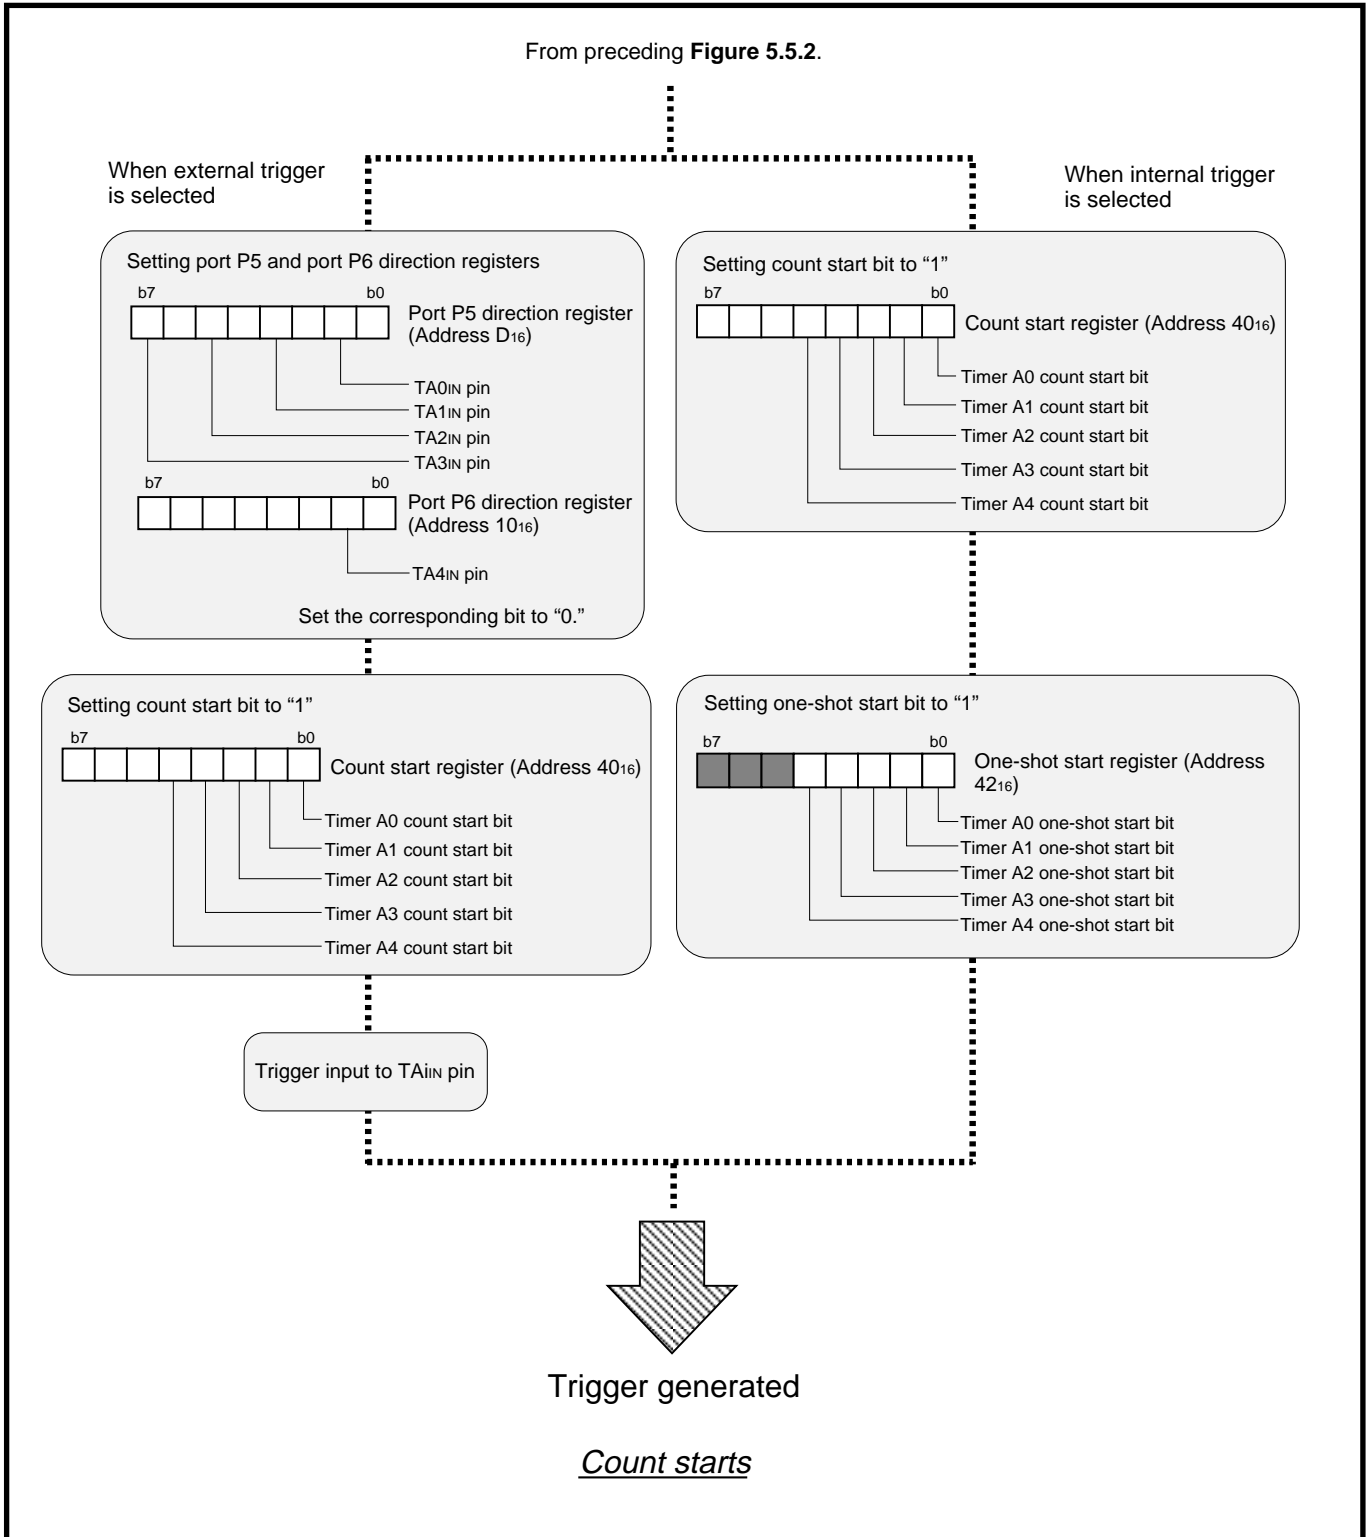 From preceding Figure 5.5.2.
When external trigger
is selected
When internal trigger
is selected
Setting port P5 and port P6 direction registers
b7
b0
Port P5 direction register
(Address D16)
TA0IN pin
TA1IN pin
TA2IN pin
TA3IN pin
b7
b0
Port P6 direction register
(Address 1016)
TA4IN pin
Set the corresponding bit to “0.”
Setting count start bit to “1”
b7
b0
Count start register (Address 4016)
Timer A0 count start bit
Timer A1 count start bit
Timer A2 count start bit
Timer A3 count start bit
Timer A4 count start bit
Setting count start bit to “1”
b7
b0
Count start register (Address 4016)
Timer A0 count start bit
Timer A1 count start bit
Timer A2 count start bit
Timer A3 count start bit
Timer A4 count start bit
Setting one-shot start bit to “1”
b7
b0
One-shot start register (Address
4216)
Timer A0 one-shot start bit
Timer A1 one-shot start bit
Timer A2 one-shot start bit
Timer A3 one-shot start bit
Timer A4 one-shot start bit
Trigger input to TAiIN pin
Trigger generated
Count starts